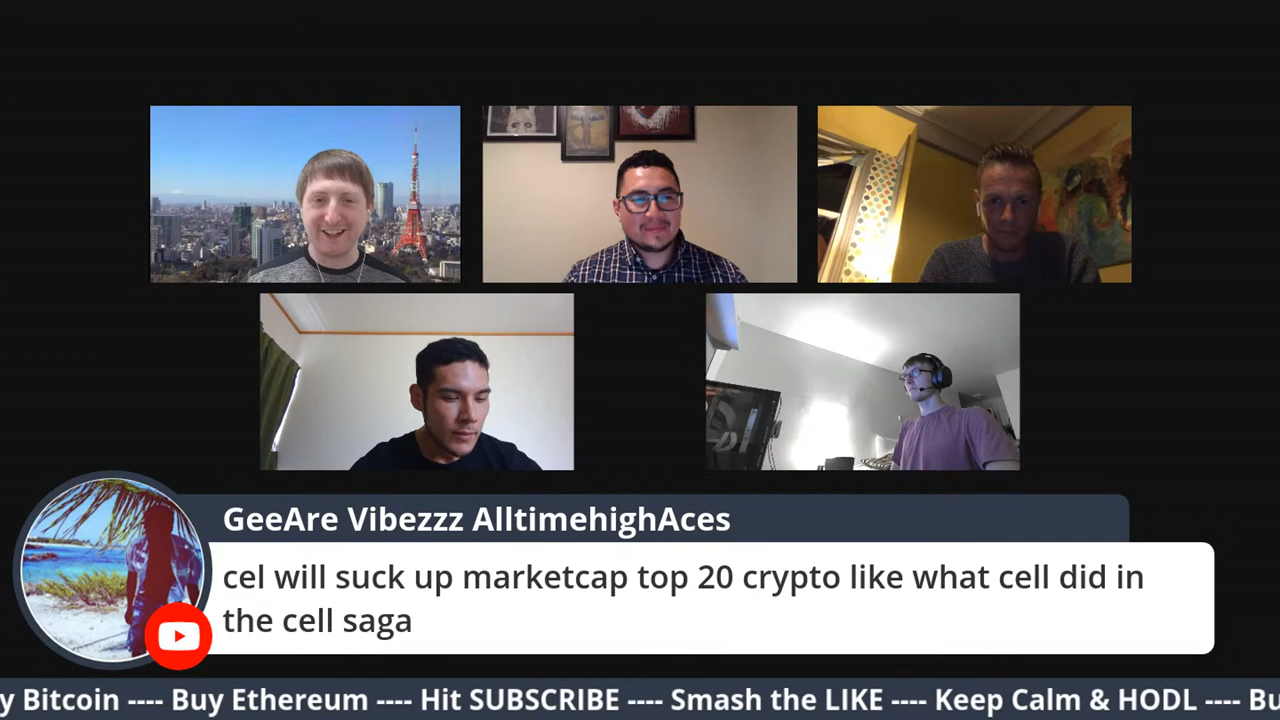 GeeAre Vibezzz AlltimehighAces
cel will suck up marketcap top 20 crypto like what cell did in
the cell saga
y Bitcoin ---- Buy Ethereum ---- Hit SUBSCRIBE ---- Smash the LIKE ---- Keep Calm & HODL ---- Bu